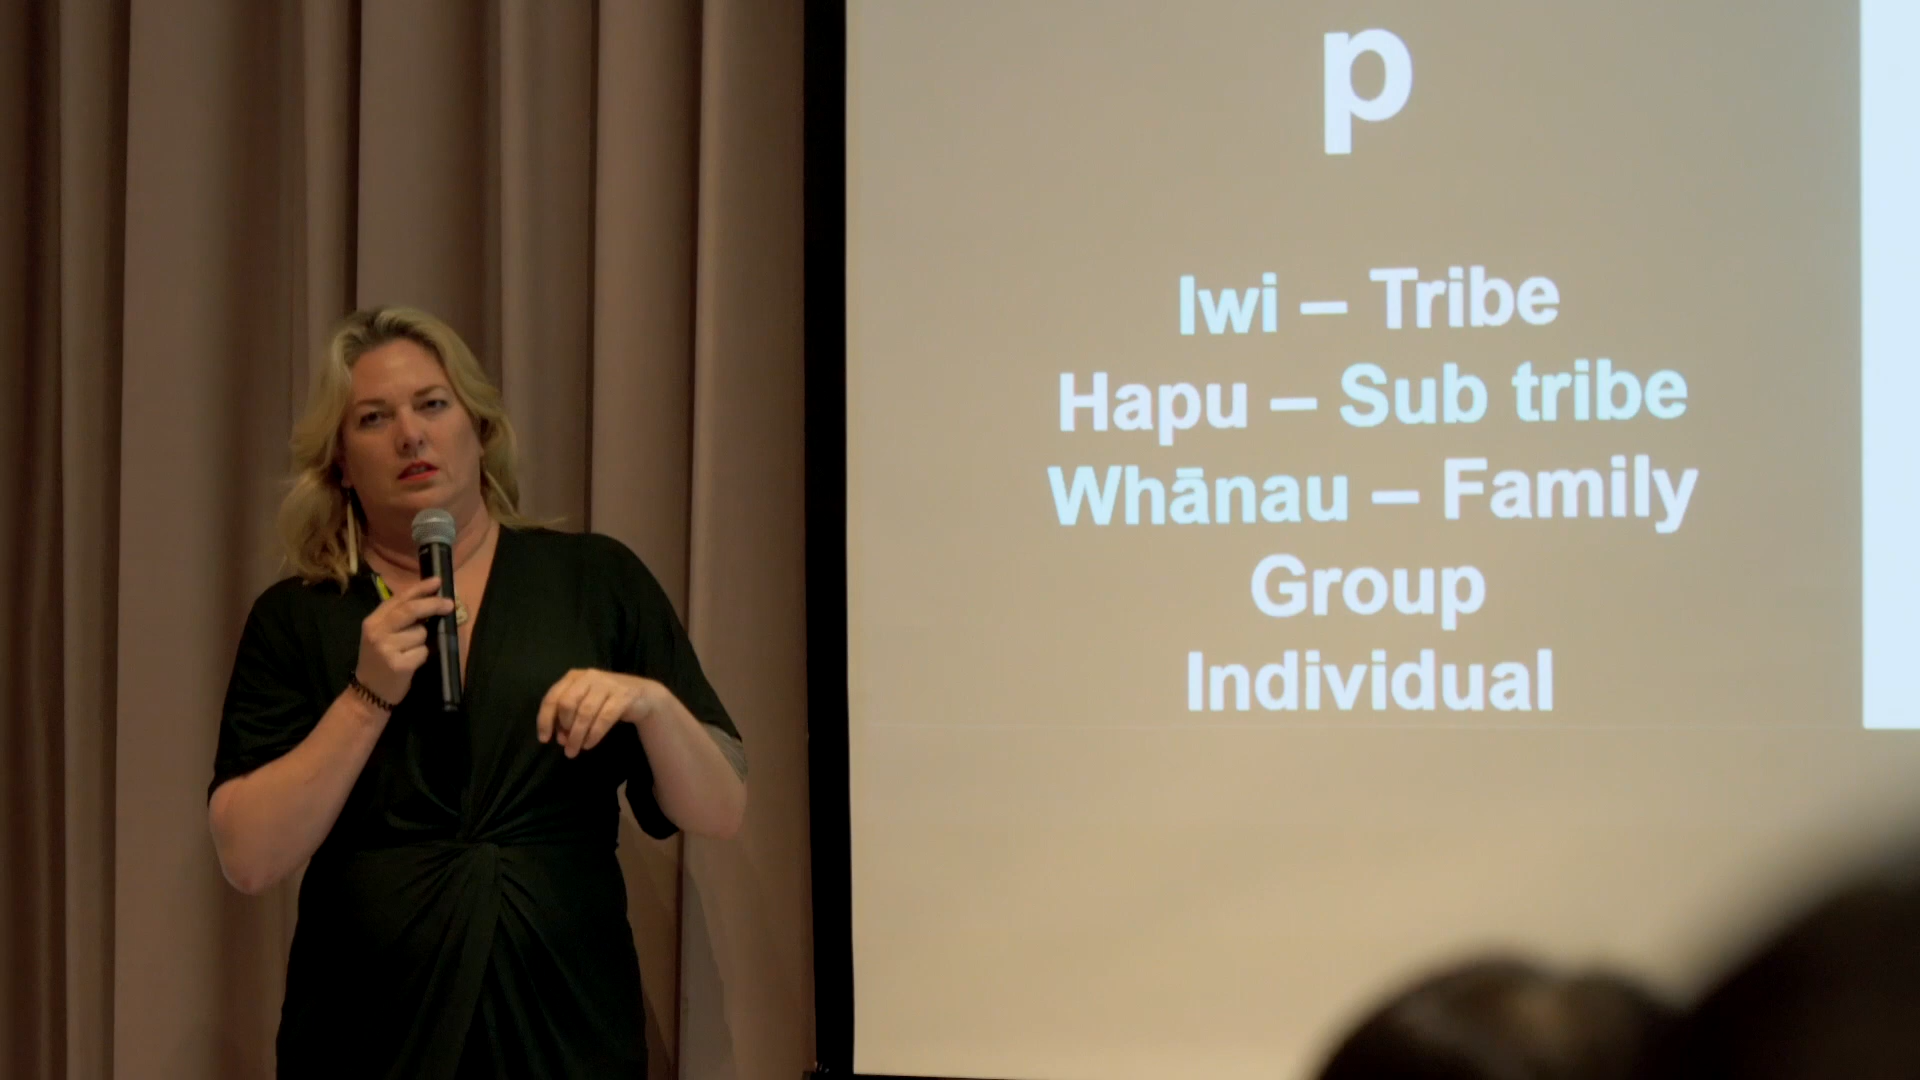 p
Iwi – Tribe
Hapu – Sub tribe
Whānau – Family
Group
Individual